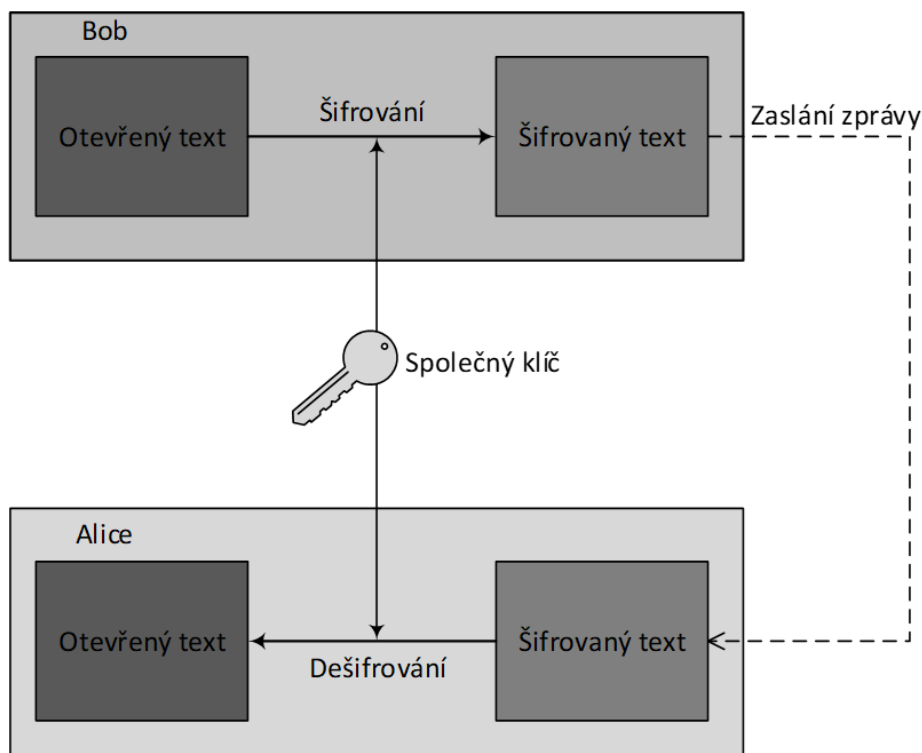 Bob
Otevřený text
Šifrování
Šifrovaný text
Zaslání zprávy
Společný klíč
Alice
Otevřený text
Dešifrování
Šifrovaný text